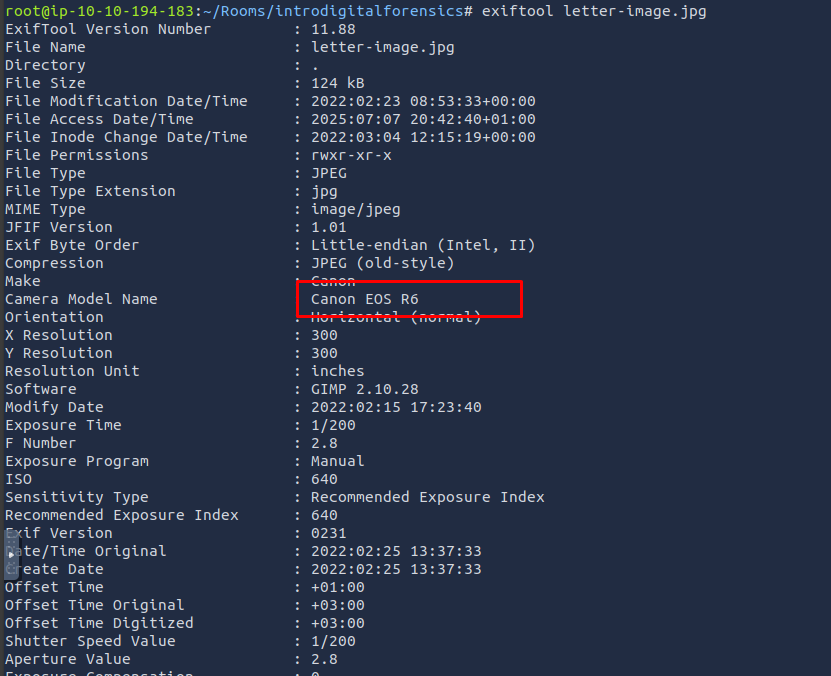 root@ip-10-10-194-183:~/Rooms/introdigitalforensics# exiftool letter-image.jpg
ExifTool Version Number : 11.88
File Name : letter-image.jpg
Directory : .
File Size : 124 kB
File Modification Date/Time : 2022:02:23 08:53:33+00:00
File Access Date/Time : 2025:07:07 20:42:40+01:00
File Inode Change Date/Time : 2022:03:04 12:15:19+00:00
File Permissions : rwxr-xr-x
File Type : JPEG
File Type Extension : jpg
MIME Type : image/jpeg
JFIF Version : 1.01
Exif Byte Order : Little-endian (Intel, II)
Compression : JPEG (old-style)
Make : Canon
Camera Model Name Canon EOS R6
Orientation : Horizontal (normal)
X Resolution : 300
Y Resolution : 300
Resolution Unit : inches
Software : GIMP 2.10.28
Modify Date : 2022:02:15 17:23:40
Exposure Time : 1/200
F Number : 2.8
Exposure Program : Manual
ISO : 640
Sensitivity Type : Recommended Exposure Index
Recommended Exposure Index : 640
Exif Version : 0231
Date/Time Original : 2022:02:25 13:37:33
Create Date : 2022:02:25 13:37:33
Offset Time : +01:00
Offset Time Original : +03:00
Offset Time Digitized : +03:00
Shutter Speed Value : 1/200
Aperture Value : 2.8
Exposure Compensation : 0